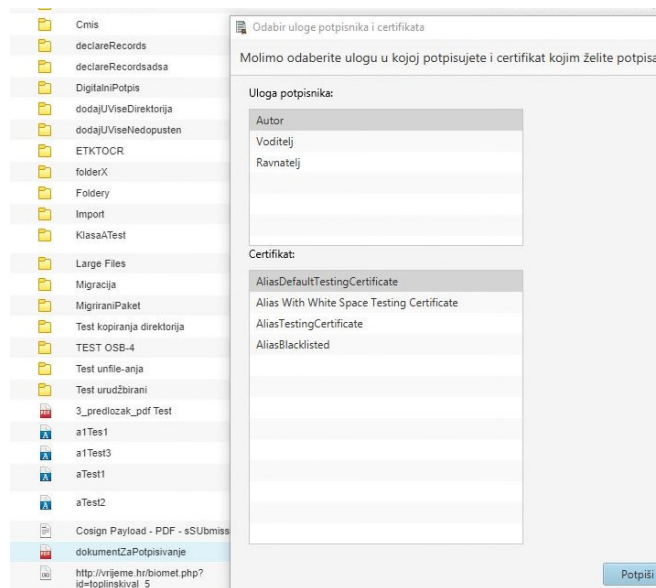 Cmis
declareRecords
declareRecordsadsa
DigitalniPotpis
dodajUViseDirektorija
dodajUViseNedopusten
ETKTOCR
folderX
Foldery
Import
KlasaATest
Large Files
Migracija
MigriraniPaket
Test kopiranja direktorija
TEST OSB-4
Test unfile-anja
Test urudžbirani
3_predlozak_pdf Test
a1Tes1
a1Test3
aTest1
aTest2
Cosign Payload - PDF - sSUbmiss
dokumentZaPotpisivanje
http://vrijeme.hr/biomet.php?
id=toplinskival_5
Odabir uloge potpisnika i certifikata
Molimo odaberite ulogu u kojoj potpisujete i certifikat kojim želite potpisa
Uloga potpisnika:
Autor
Voditelj
Ravnatelj
Certifikat:
AliasDefaultTestingCertificate
Alias With White Space Testing Certificate
AliasTestingCertificate
AliasBlacklisted
Potpiši